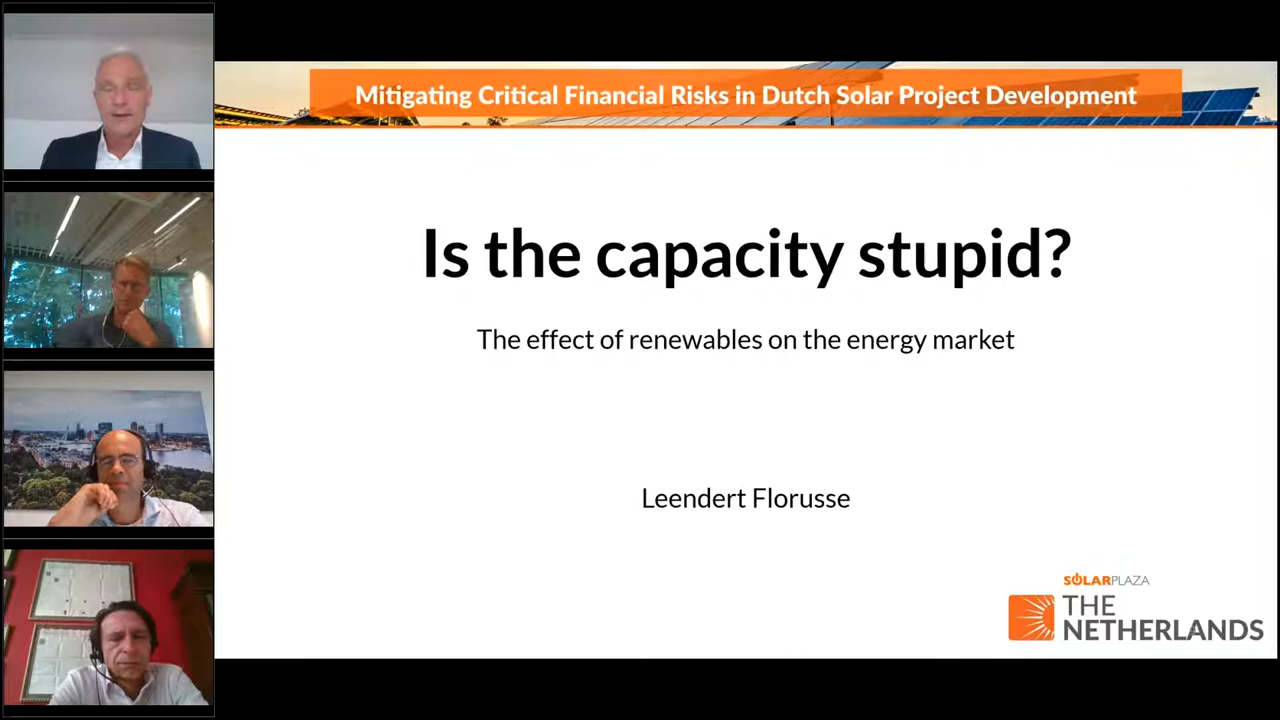 Mitigating Critical Financial Risks in Dutch Solar Project Development
Is the capacity stupid?
The effect of renewables on the energy market
Leendert Florusse
SOLARPLAZA
THE
NETHERLANDS